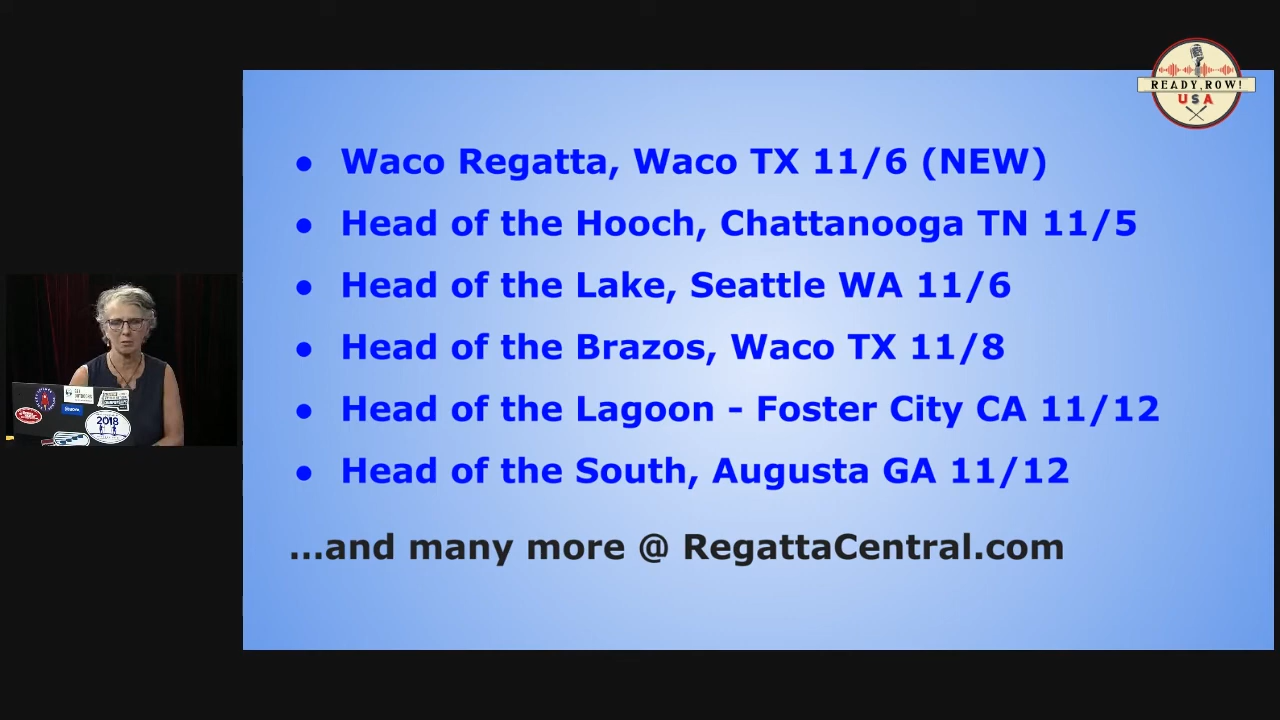 READY, ROW!
USA
● Waco Regatta, Waco TX 11/6 (NEW)
● Head of the Hooch, Chattanooga TN 11/5
● Head of the Lake, Seattle WA 11/6
● Head of the Brazos, Waco TX 11/8
● Head of the Lagoon - Foster City CA 11/12
● Head of the South, Augusta GA 11/12
...and many more @ RegattaCentral.com
2018